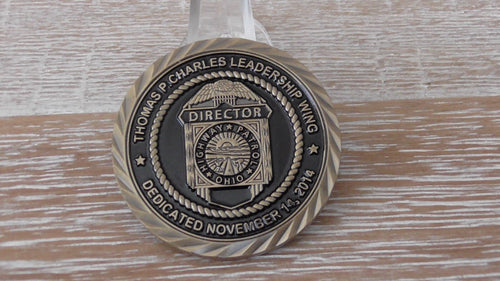 THOMAS P. CHARLES LEADERSHIP WING
DIRECTOR
HIGHWAY PATROL
OHIO
DEDICATED NOVEMBER 14, 2014